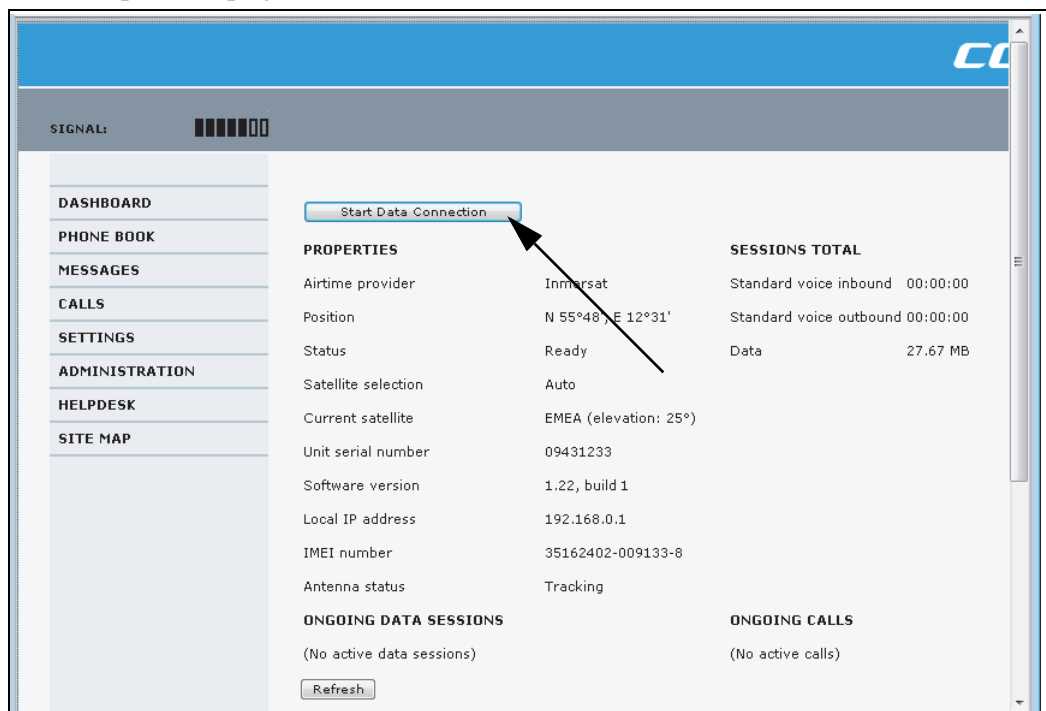 SIGNAL:
DASHBOARD
PHONE BOOK
MESSAGES
CALLS
SETTINGS
ADMINISTRATION
HELPDESK
SITE MAP
Start Data Connection
PROPERTIES
Airtime provider Inmarsat
Position N 55°48', E 12°31'
Status Ready
Satellite selection Auto
Current satellite EMEA (elevation: 25°)
Unit serial number 09431233
Software version 1.22, build 1
Local IP address 192.168.0.1
IMEI number 35162402-009133-8
Antenna status Tracking
SESSIONS TOTAL
Standard voice inbound 00:00:00
Standard voice outbound 00:00:00
Data 27.67 MB
ONGOING DATA SESSIONS
(No active data sessions)
ONGOING CALLS
(No active calls)
Refresh